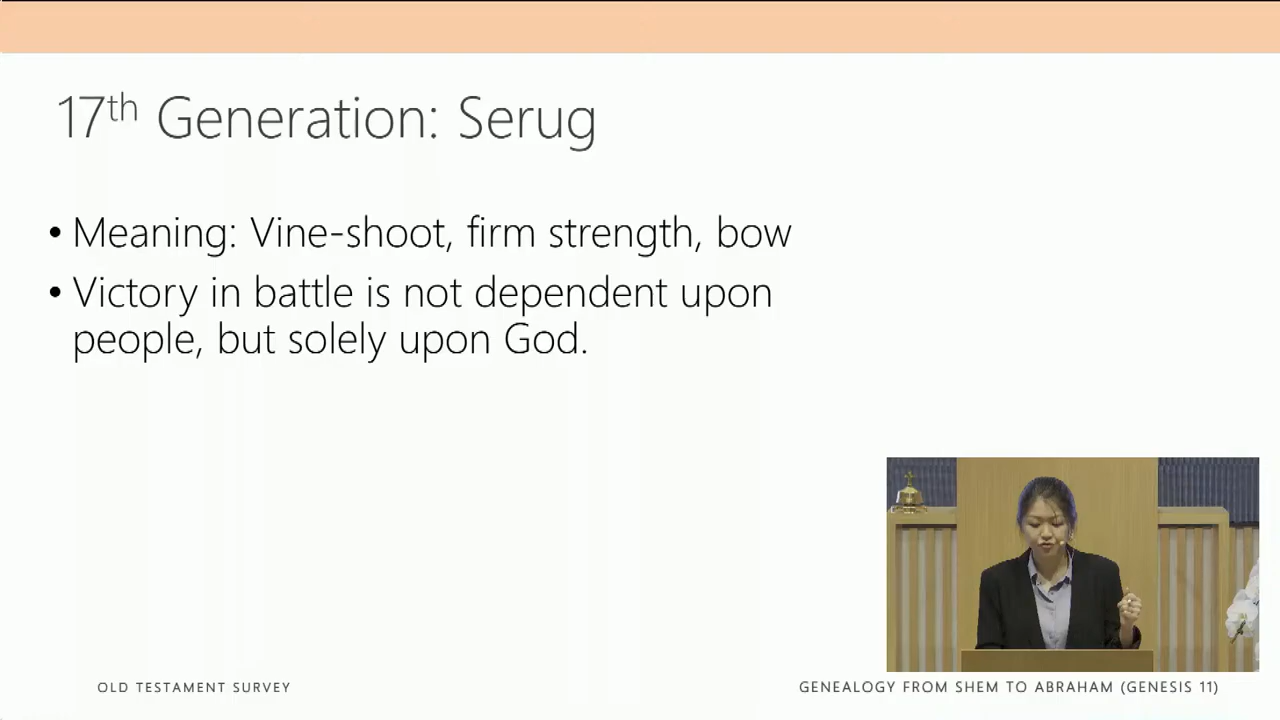 17th Generation: Serug
• Meaning: Vine-shoot, firm strength, bow
• Victory in battle is not dependent upon
people, but solely upon God.
OLD TESTAMENT SURVEY
GENEALOGY FROM SHEM TO ABRAHAM (GENESIS 11)